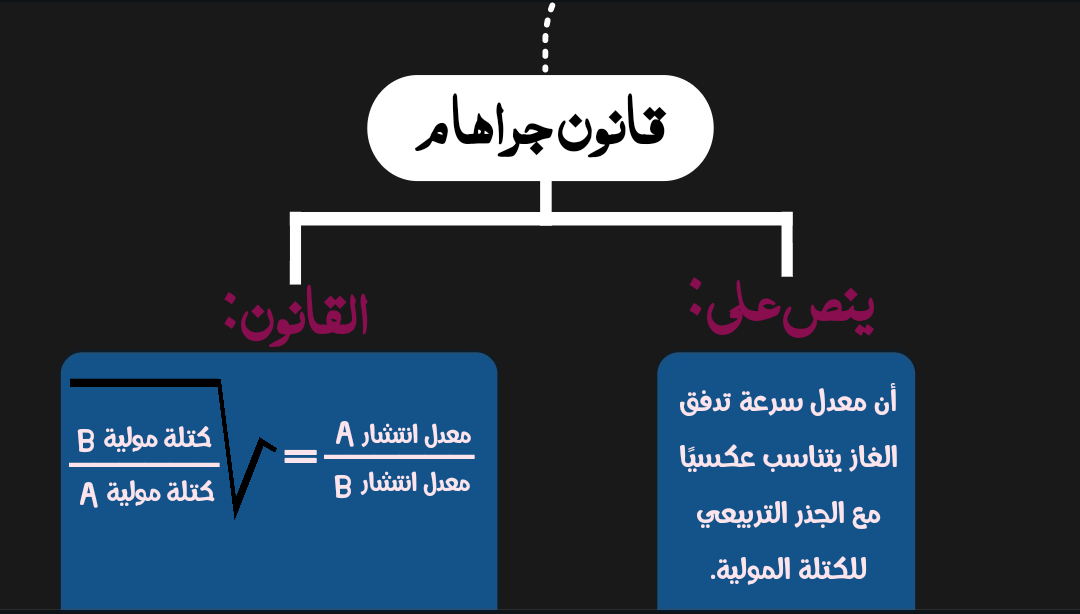 قانون جراهام
ينص على:
أن معدل سرعة تدفق
الغاز يتناسب عكسيًا
مع الجذر التربيعي
للكتلة المولية.
القانون:
معدل انتشار A
معدل انتشار B
=
√
كتلة مولية B
كتلة مولية A